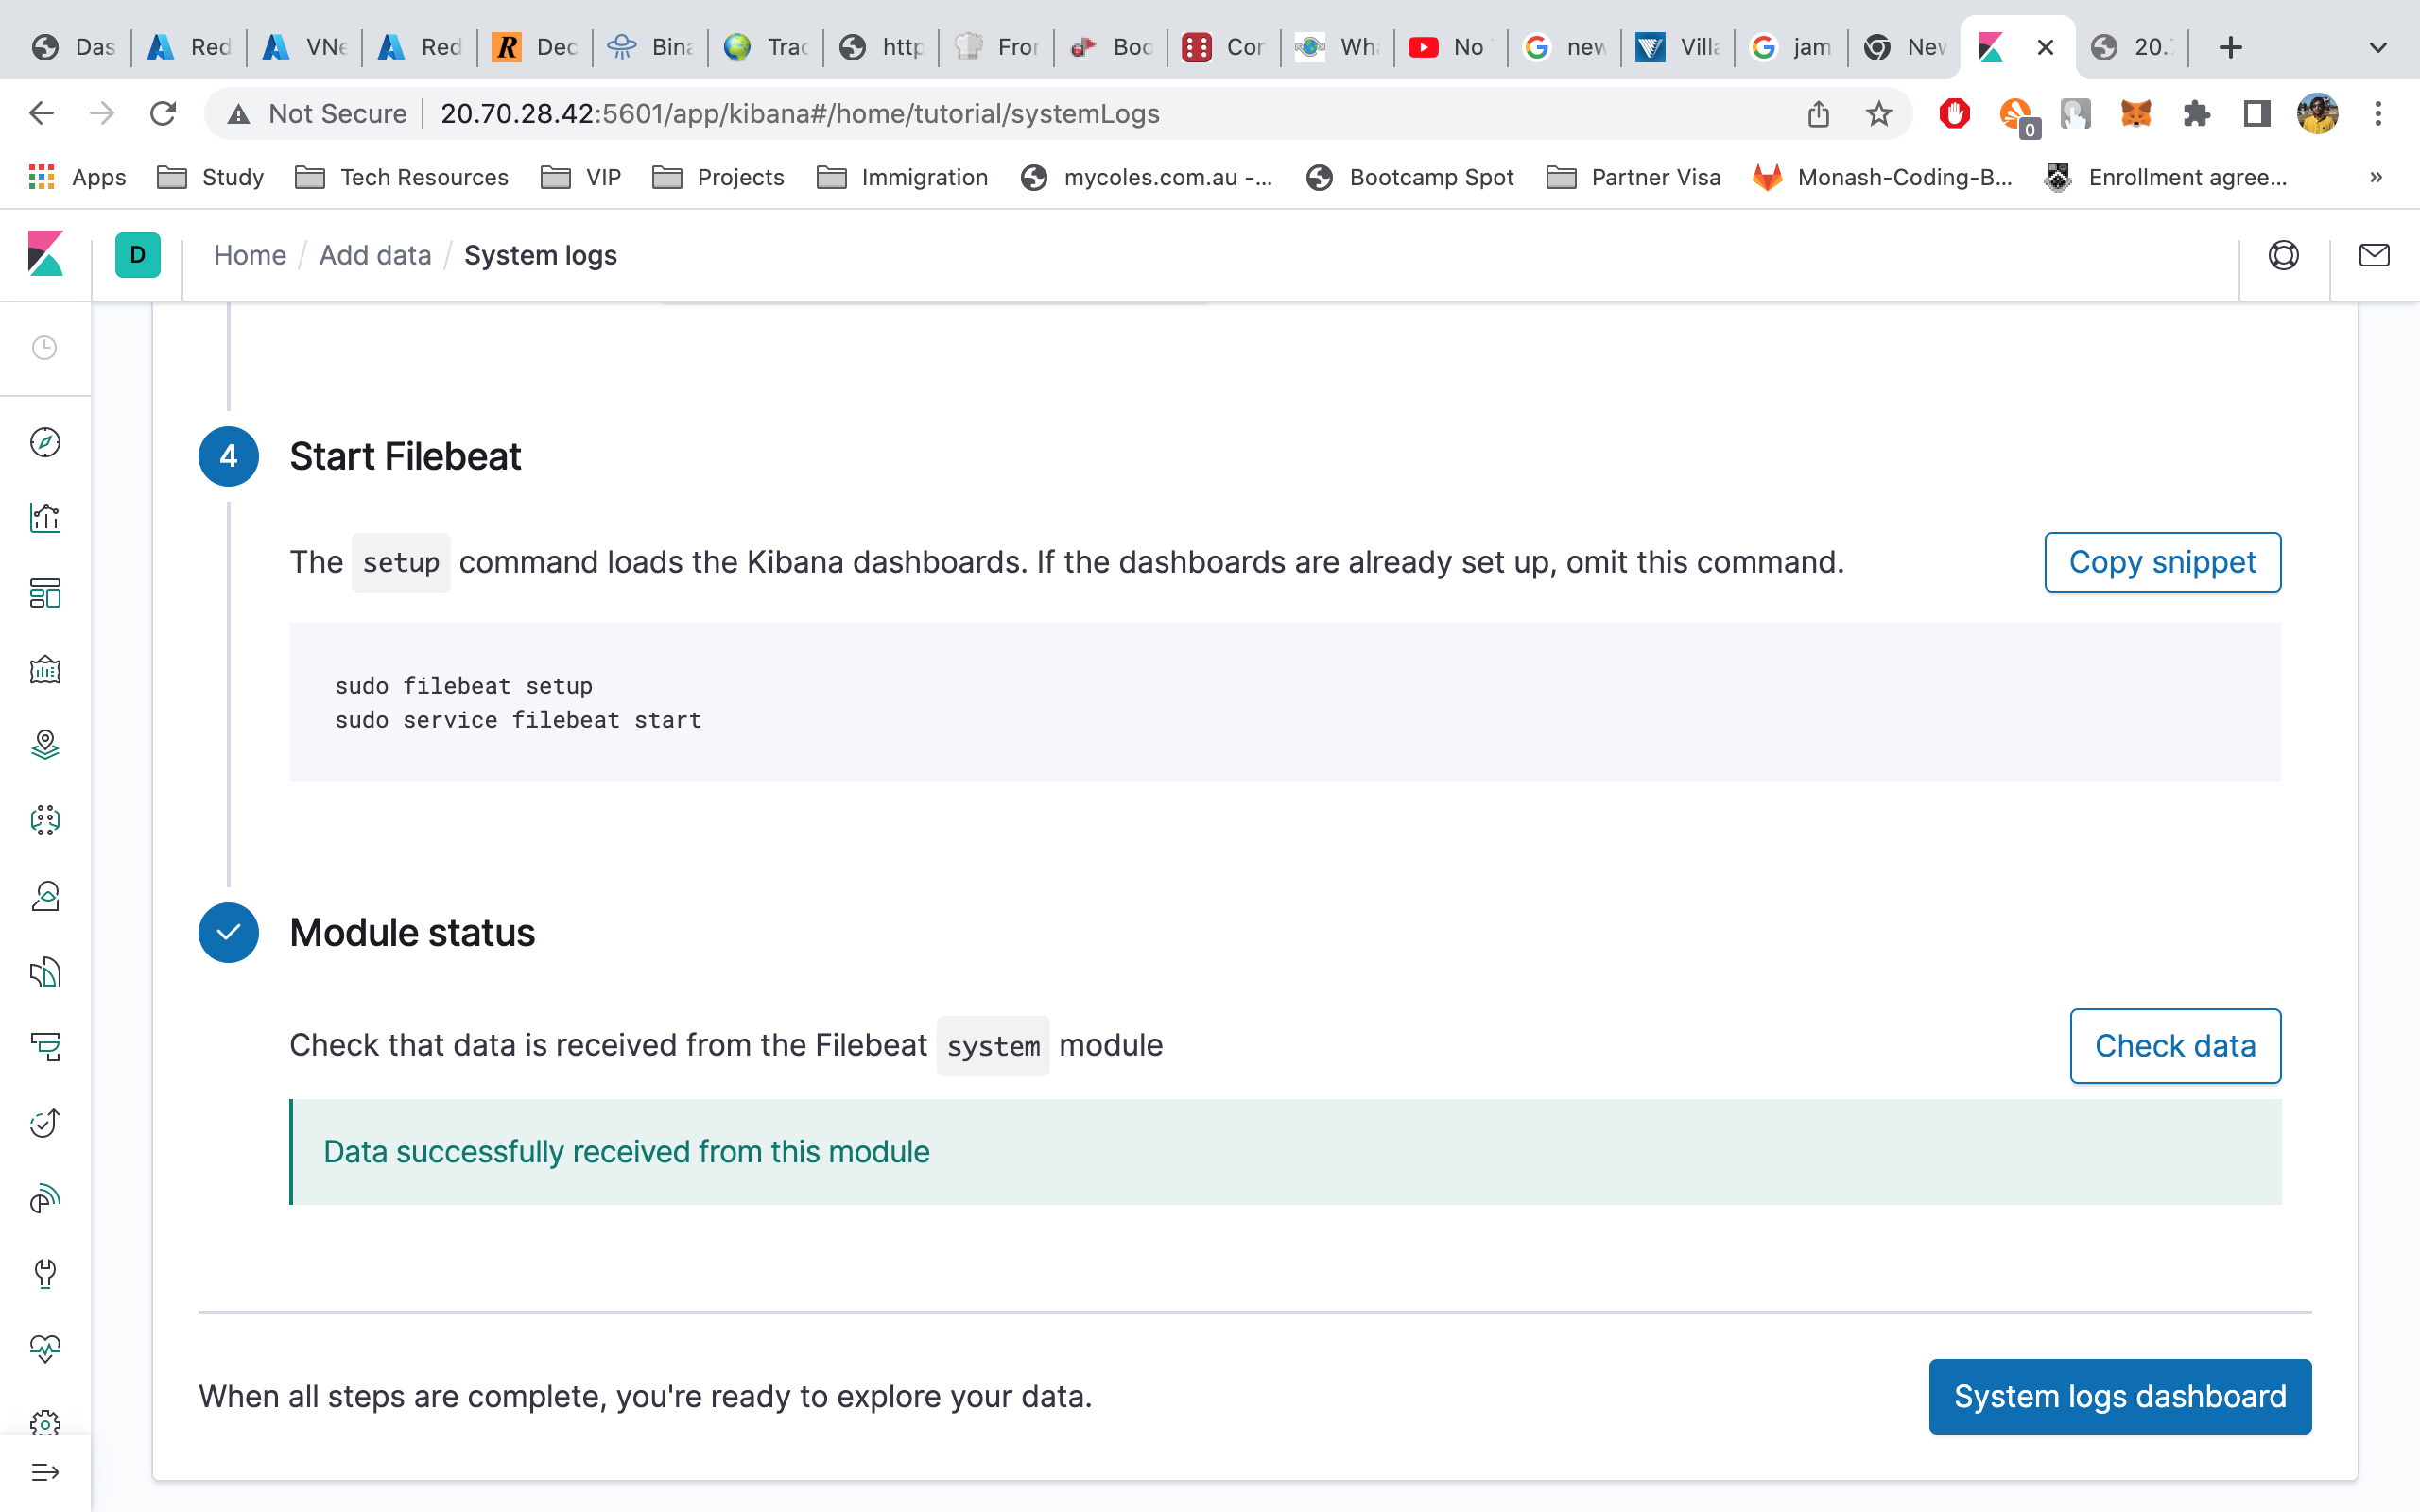 Das Red VNe Red Dec Bina Trac http Fror Boo Cor Wha No new Villa jam New 20.
Not Secure 20.70.28.42:5601/app/kibana#/home/tutorial/systemLogs 0
Apps Study Tech Resources VIP Projects Immigration mycoles.com.au -... Bootcamp Spot Partner Visa Monash-Coding-B... Enrollment agree... »
D Home / Add data / System logs
4 Start Filebeat
The setup command loads the Kibana dashboards. If the dashboards are already set up, omit this command. Copy snippet
sudo filebeat setup
sudo service filebeat start
Module status
Check that data is received from the Filebeat system module Check data
Data successfully received from this module
When all steps are complete, you're ready to explore your data. System logs dashboard